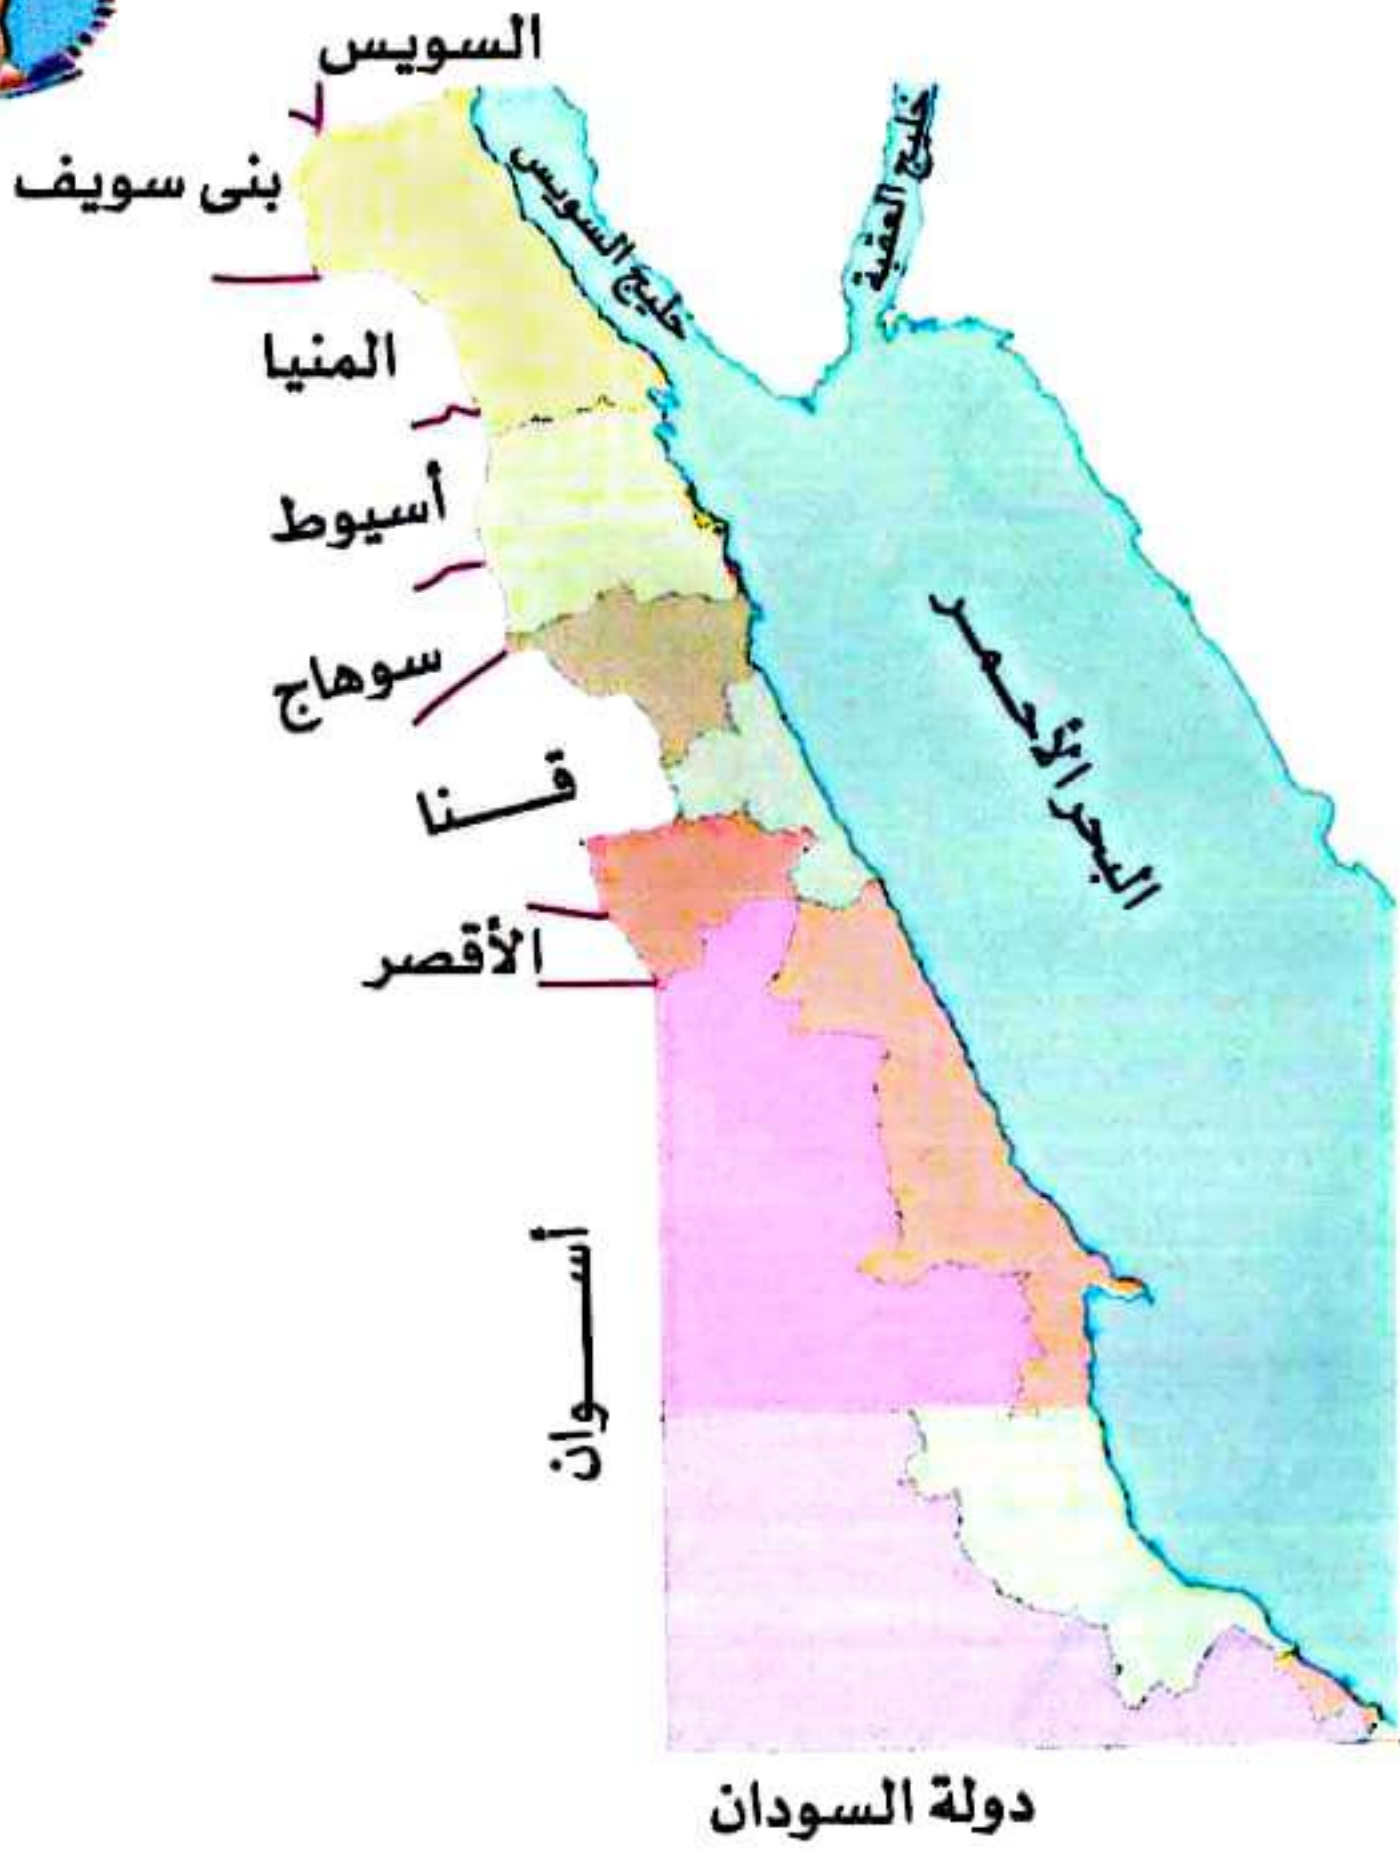 السويس
بنى سويف
خليج السويس
خليج العقبة
المنيا
أسيوط
سوهاج
البحر الأحمر
قنا
الأقصر
أسوان
دولة السودان